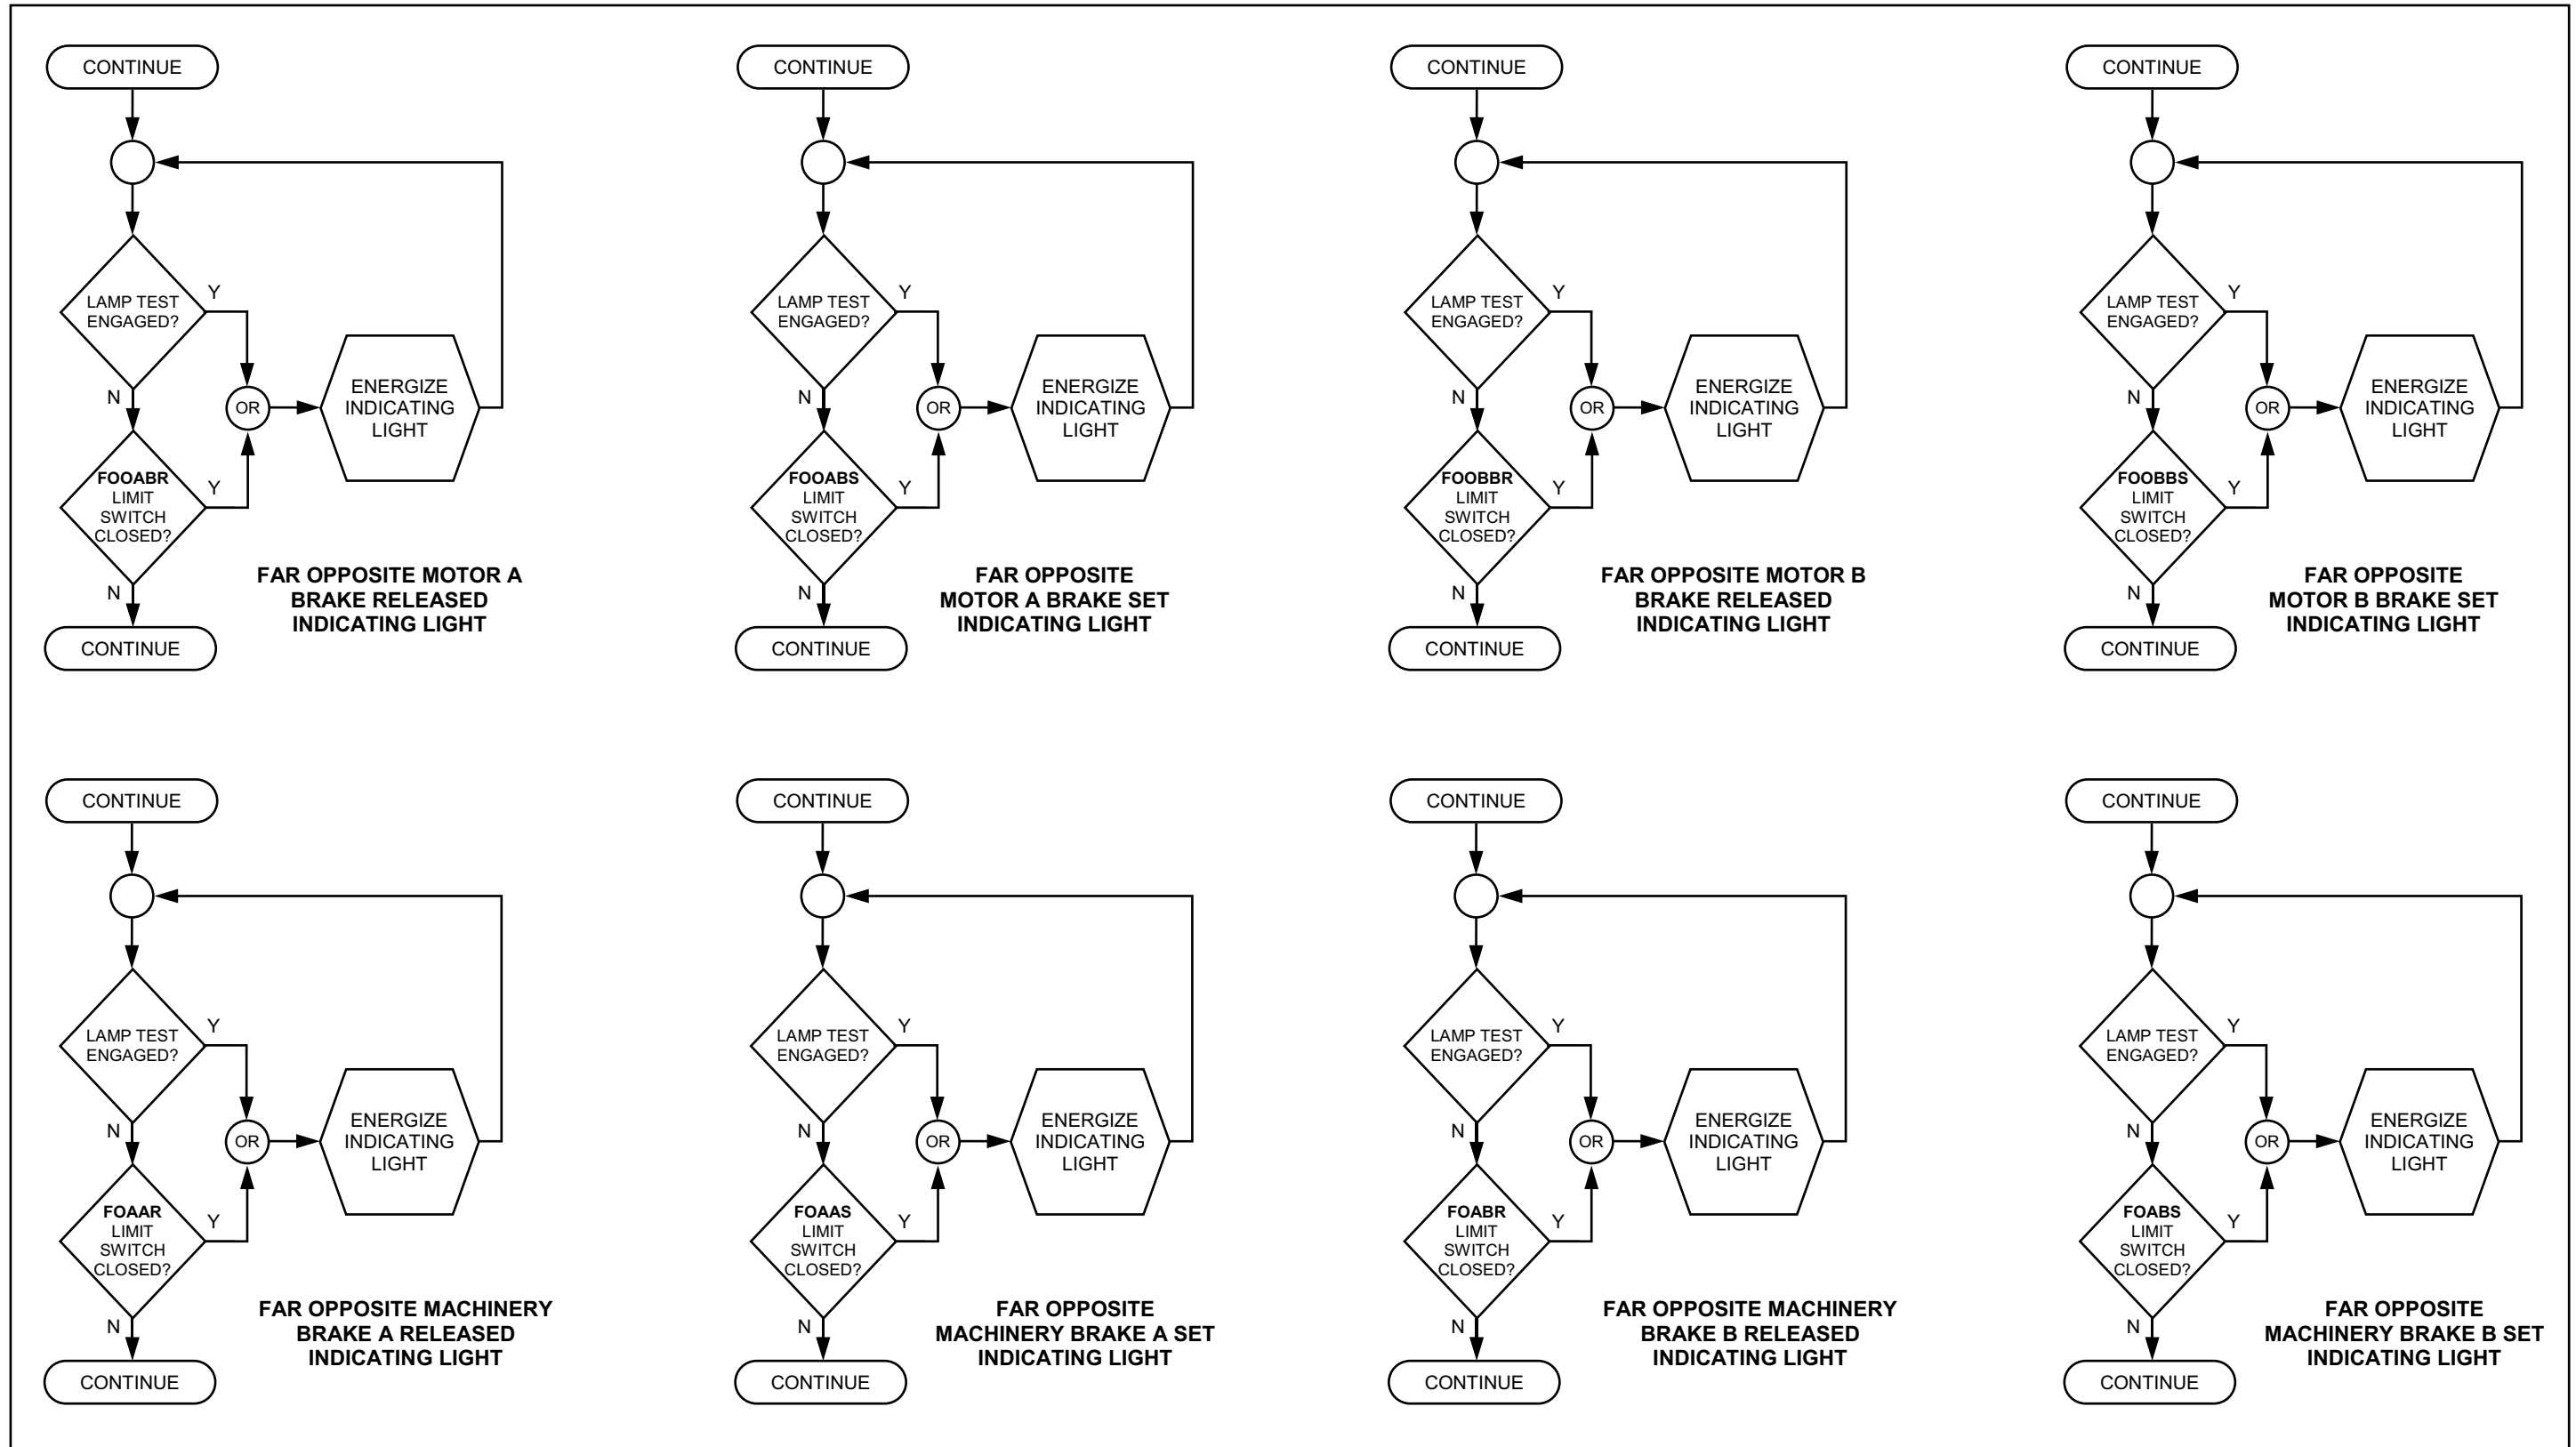 CONTINUE
LAMP TEST
ENGAGED?
Y
N
OR
ENERGIZE
INDICATING
LIGHT
FOOABR
LIMIT
SWITCH
CLOSED?
Y
N
CONTINUE
FAR OPPOSITE MOTOR A
BRAKE RELEASED
INDICATING LIGHT
CONTINUE
LAMP TEST
ENGAGED?
Y
N
OR
ENERGIZE
INDICATING
LIGHT
FOOABS
LIMIT
SWITCH
CLOSED?
Y
N
CONTINUE
FAR OPPOSITE
MOTOR A BRAKE SET
INDICATING LIGHT
CONTINUE
LAMP TEST
ENGAGED?
Y
N
OR
ENERGIZE
INDICATING
LIGHT
FOOBBR
LIMIT
SWITCH
CLOSED?
Y
N
CONTINUE
FAR OPPOSITE MOTOR B
BRAKE RELEASED
INDICATING LIGHT
CONTINUE
LAMP TEST
ENGAGED?
Y
N
OR
ENERGIZE
INDICATING
LIGHT
FOOBBS
LIMIT
SWITCH
CLOSED?
Y
N
CONTINUE
FAR OPPOSITE
MOTOR B BRAKE SET
INDICATING LIGHT
CONTINUE
LAMP TEST
ENGAGED?
Y
N
OR
ENERGIZE
INDICATING
LIGHT
FOAAR
LIMIT
SWITCH
CLOSED?
Y
N
CONTINUE
FAR OPPOSITE MACHINERY
BRAKE A RELEASED
INDICATING LIGHT
CONTINUE
LAMP TEST
ENGAGED?
Y
N
OR
ENERGIZE
INDICATING
LIGHT
FOAAS
LIMIT
SWITCH
CLOSED?
Y
N
CONTINUE
FAR OPPOSITE
MACHINERY BRAKE A SET
INDICATING LIGHT
CONTINUE
LAMP TEST
ENGAGED?
Y
N
OR
ENERGIZE
INDICATING
LIGHT
FOABR
LIMIT
SWITCH
CLOSED?
Y
N
CONTINUE
FAR OPPOSITE MACHINERY
BRAKE B RELEASED
INDICATING LIGHT
CONTINUE
LAMP TEST
ENGAGED?
Y
N
OR
ENERGIZE
INDICATING
LIGHT
FOABS
LIMIT
SWITCH
CLOSED?
Y
N
CONTINUE
FAR OPPOSITE
MACHINERY BRAKE B SET
INDICATING LIGHT